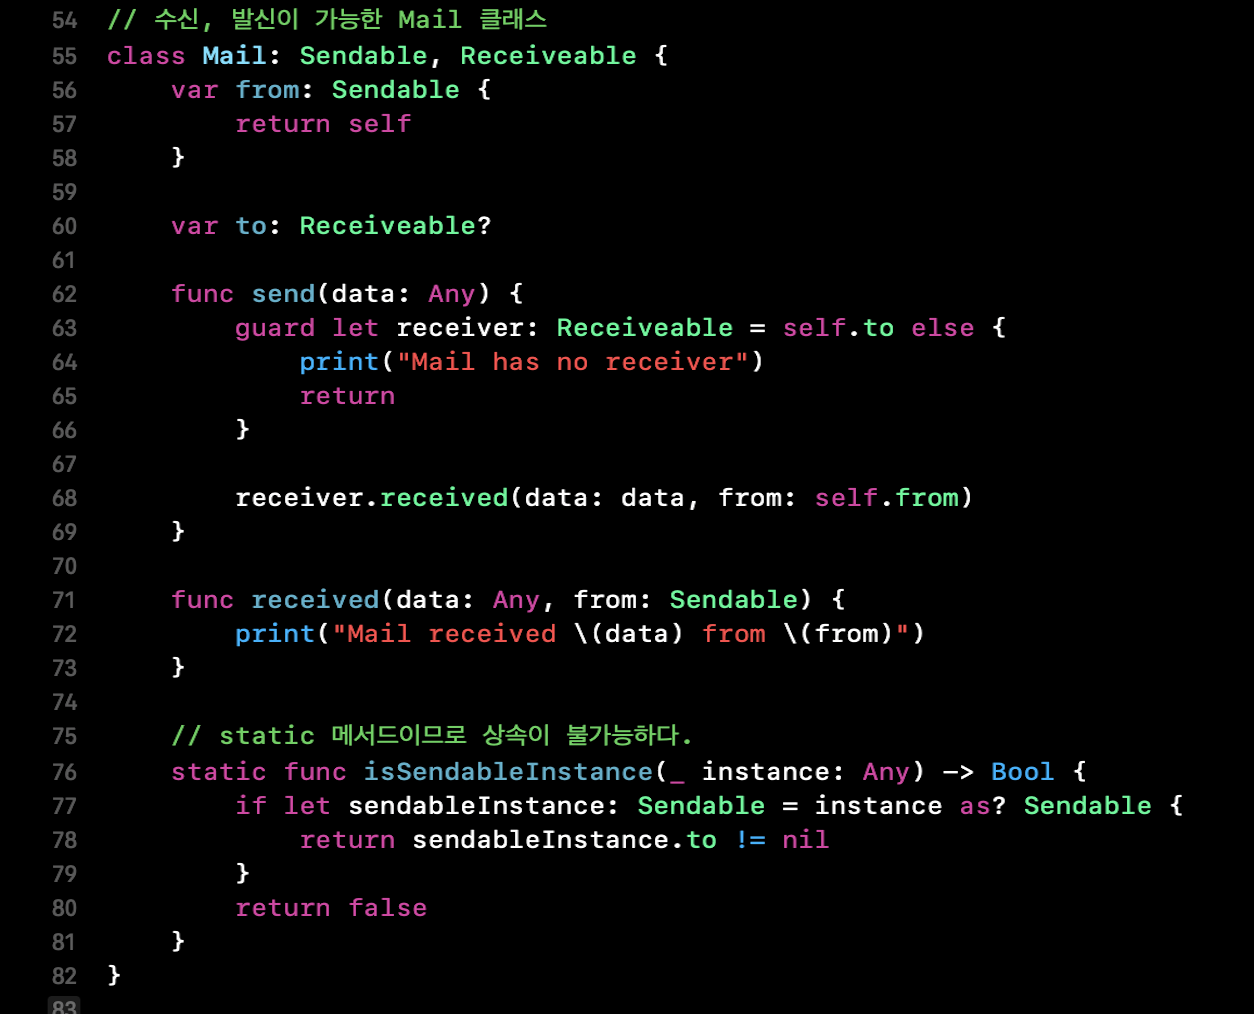 54 // 수신, 발신이 가능한 Mail 클래스
55 class Mail: Sendable, Receiveable {
56     var from: Sendable {
57         return self
58     }
59
60     var to: Receiveable?
61
62     func send(data: Any) {
63         guard let receiver: Receiveable = self.to else {
64             print("Mail has no receiver")
65             return
66         }
67
68         receiver.received(data: data, from: self.from)
69     }
70
71     func received(data: Any, from: Sendable) {
72         print("Mail received \(data) from \(from)")
73     }
74
75     // static 메서드이므로 상속이 불가능하다.
76     static func isSendableInstance(_ instance: Any) -> Bool {
77         if let sendableInstance: Sendable = instance as? Sendable {
78             return sendableInstance.to != nil
79         }
80         return false
81     }
82 }
83